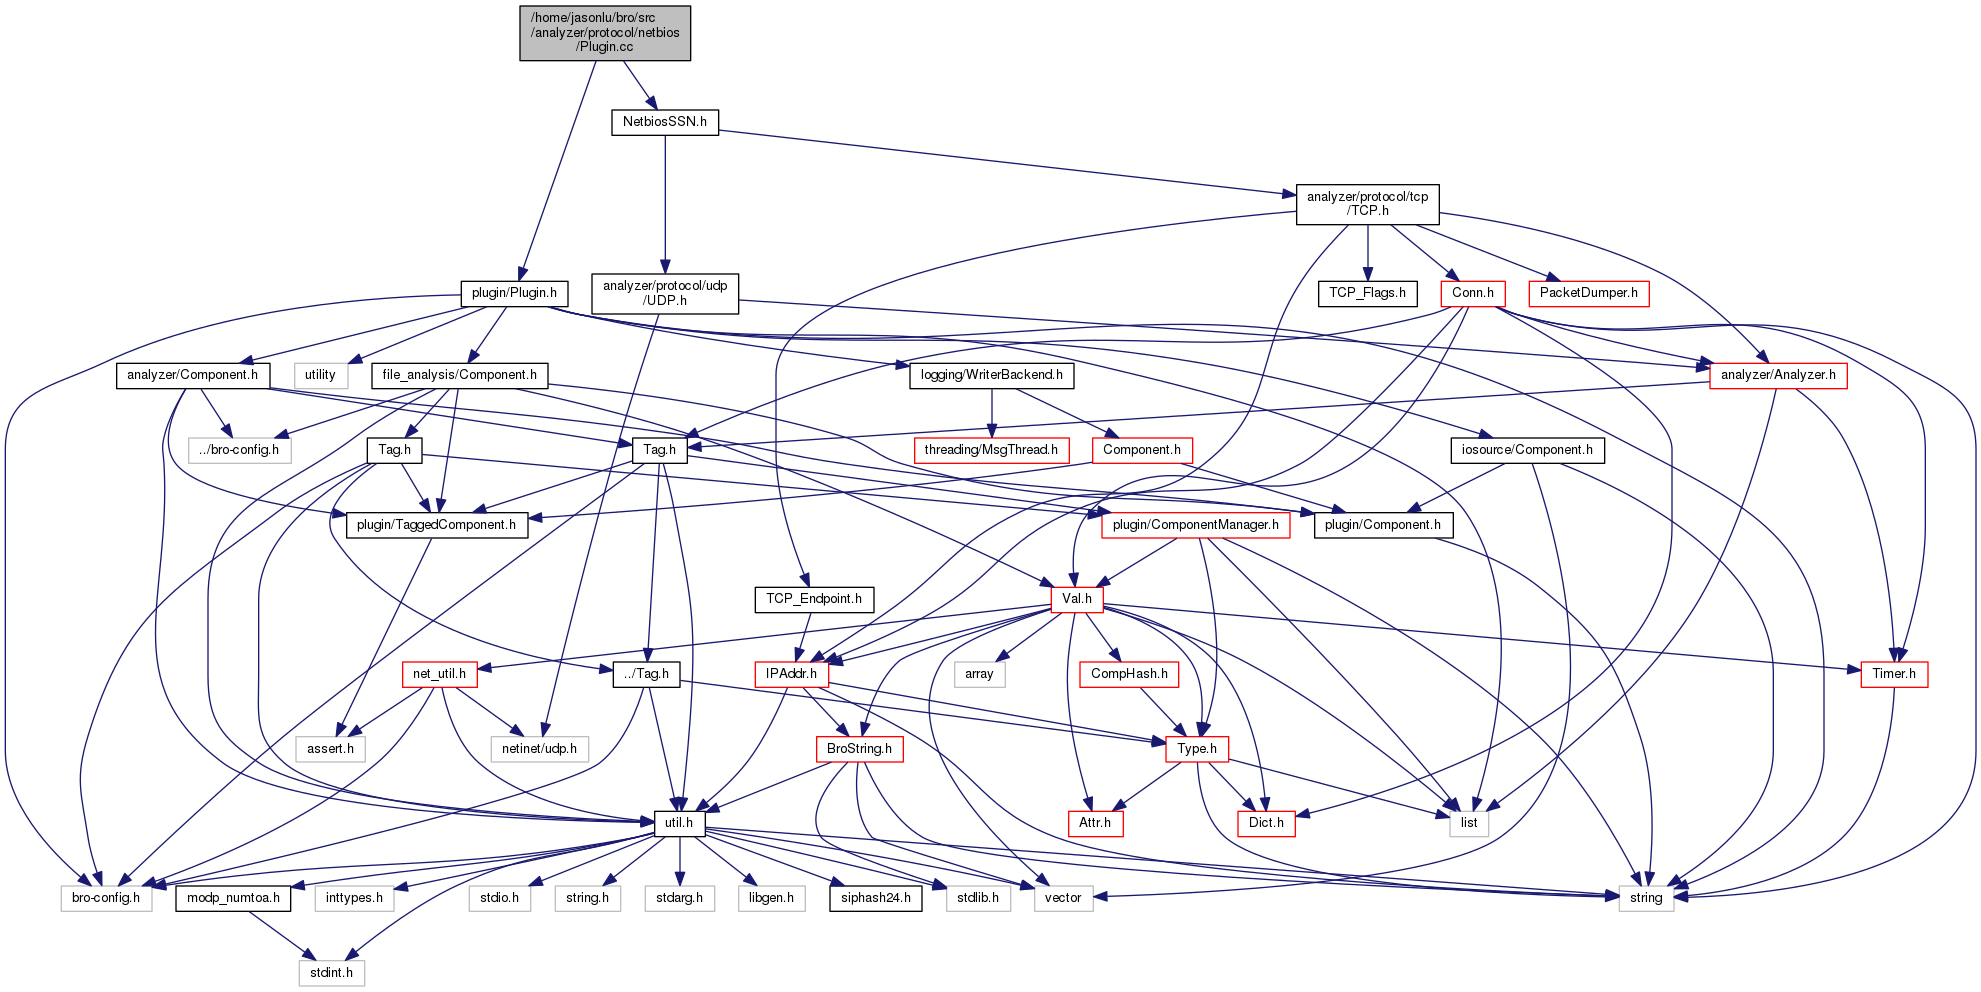 /home/jasonlu/bro/src
/analyzer/protocol/netbios
/Plugin.cc
NetbiosSSN.h
analyzer/protocol/tcp
/TCP.h
plugin/Plugin.h
analyzer/protocol/udp
/UDP.h
TCP_Flags.h
Conn.h
PacketDumper.h
analyzer/Component.h
utility
file_analysis/Component.h
logging/WriterBackend.h
analyzer/Analyzer.h
../bro-config.h
Tag.h
Tag.h
threading/MsgThread.h
Component.h
iosource/Component.h
plugin/TaggedComponent.h
plugin/ComponentManager.h
plugin/Component.h
TCP_Endpoint.h
Val.h
net_util.h
../Tag.h
IPAddr.h
array
CompHash.h
Timer.h
assert.h
netinet/udp.h
BroString.h
Type.h
util.h
Attr.h
Dict.h
list
bro-config.h
modp_numtoa.h
inttypes.h
stdio.h
string.h
stdarg.h
libgen.h
siphash24.h
stdlib.h
vector
string
stdint.h